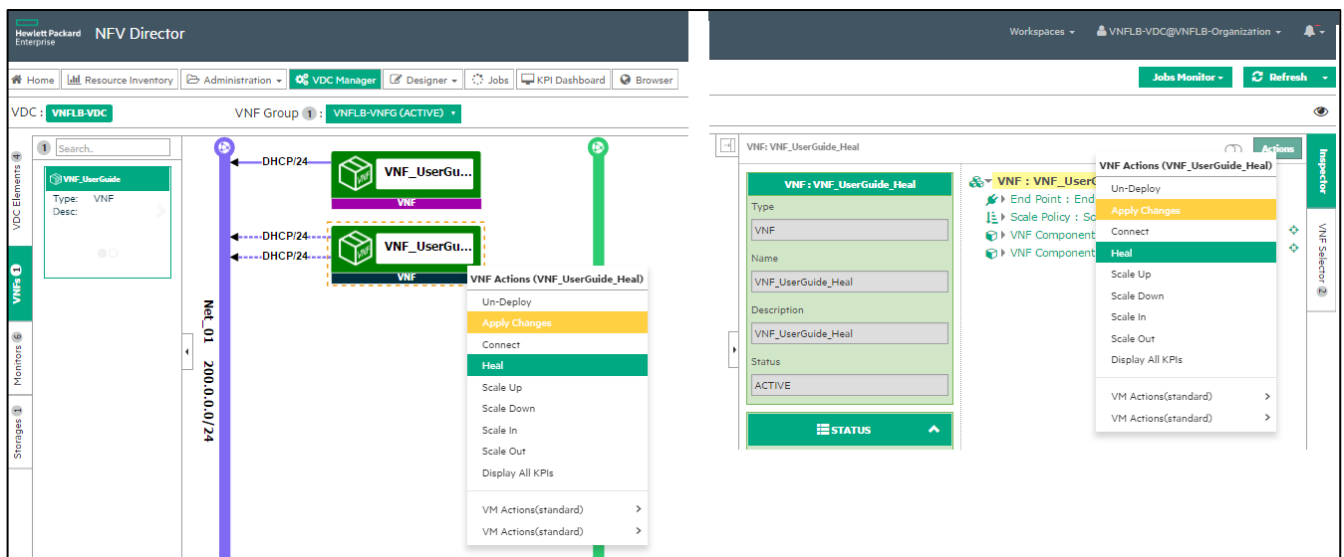 Hewlett Packard
Enterprise
NFV Director
Home
Resource Inventory
Administration
VDC Manager
Designer
Jobs
KPI Dashboard
Browser
VDC : VNFLB-VDC
VNF Group 1 : VNFLB-VNFG (ACTIVE)
VDC Elements 4
VNFs 1
Monitors 6
Storages 1
1 Search..
VNF_UserGuide
Type: VNF
Desc:
DHCP/24
VNF_UserGu...
VNF
DHCP/24
DHCP/24
VNF_UserGu...
VNF
Net_01 200.0.0.0/24
VNF Actions (VNF_UserGuide_Heal)
Un-Deploy
Apply Changes
Connect
Heal
Scale Up
Scale Down
Scale In
Scale Out
Display All KPIs
VM Actions(standard) >
VM Actions(standard) >
Workspaces
VNFLB-VDC@VNFLB-Organization
Jobs Monitor
Refresh
VNF: VNF_UserGuide_Heal
Actions
Inspector
VNF Selector 2
VNF : VNF_UserGuide_Heal
Type
VNF
Name
VNF_UserGuide_Heal
Description
VNF_UserGuide_Heal
Status
ACTIVE
STATUS
VNF : VNF_UserG
End Point : End
Scale Policy : Sc
VNF Component
VNF Component
VNF Actions (VNF_UserGuide_Heal)
Un-Deploy
Apply Changes
Connect
Heal
Scale Up
Scale Down
Scale In
Scale Out
Display All KPIs
VM Actions(standard) >
VM Actions(standard) >